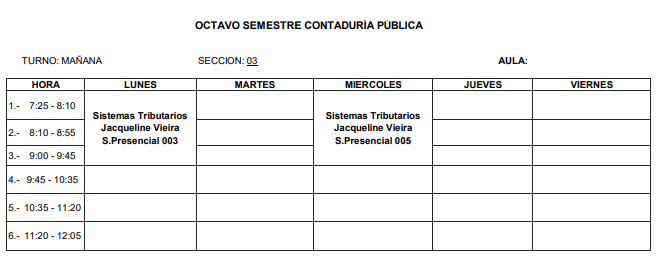 OCTAVO SEMESTRE CONTADURÍA PÚBLICA
TURNO: MAÑANA SECCION: 03 AULA:
HORA LUNES MARTES MIERCOLES JUEVES VIERNES
1.- 7:25 - 8:10
2.- 8:10 - 8:55
3.- 9:00 - 9:45
Sistemas Tributarios
Jacqueline Vieira
S.Presencial 003
Sistemas Tributarios
Jacqueline Vieira
S.Presencial 005
4.- 9:45 - 10:35
5.- 10:35 - 11:20
6.- 11:20 - 12:05